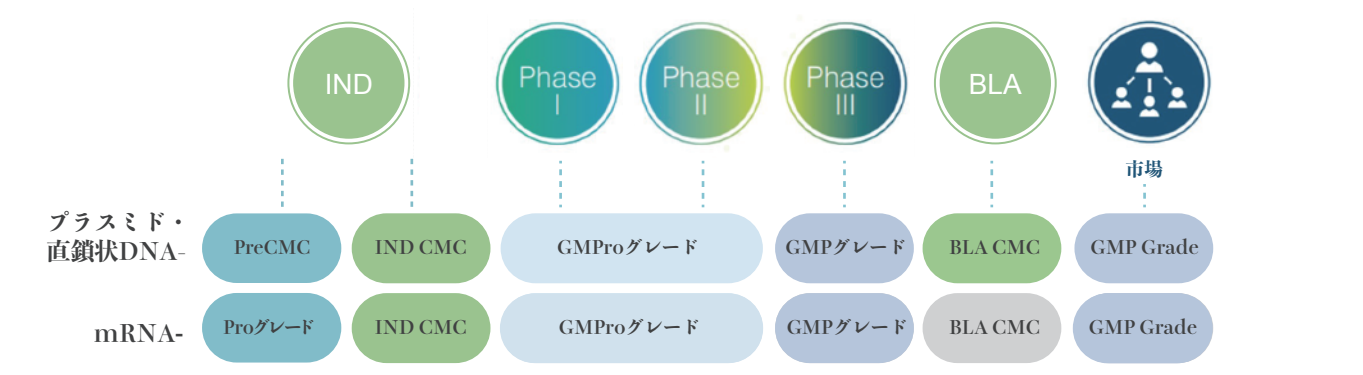 IND
Phase
I
Phase
II
Phase
III
BLA
市場
プラスミド・
直鎖状DNA-
PreCMC
IND CMC
GMProグレード
GMPグレード
BLA CMC
GMP Grade
mRNA-
Proグレード
IND CMC
GMProグレード
GMPグレード
BLA CMC
GMP Grade